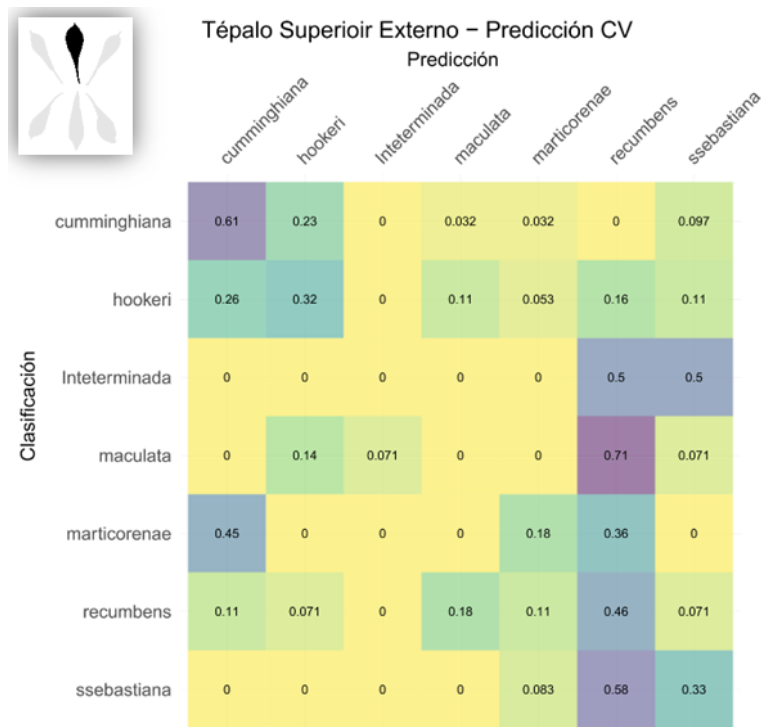 Tépalo Superioir Externo – Predicción CV
Predicción
cumminghiana hookeri Inteterminada maculata marticorenae recumbens ssebastiana
Clasificación
cumminghiana 0.61 0.23 0 0.032 0.032 0 0.097
hookeri 0.26 0.32 0 0.11 0.053 0.16 0.11
Inteterminada 0 0 0 0 0 0.5 0.5
maculata 0 0.14 0.071 0 0 0.71 0.071
marticorenae 0.45 0 0 0 0.18 0.36 0
recumbens 0.11 0.071 0 0.18 0.11 0.46 0.071
ssebastiana 0 0 0 0 0.083 0.58 0.33